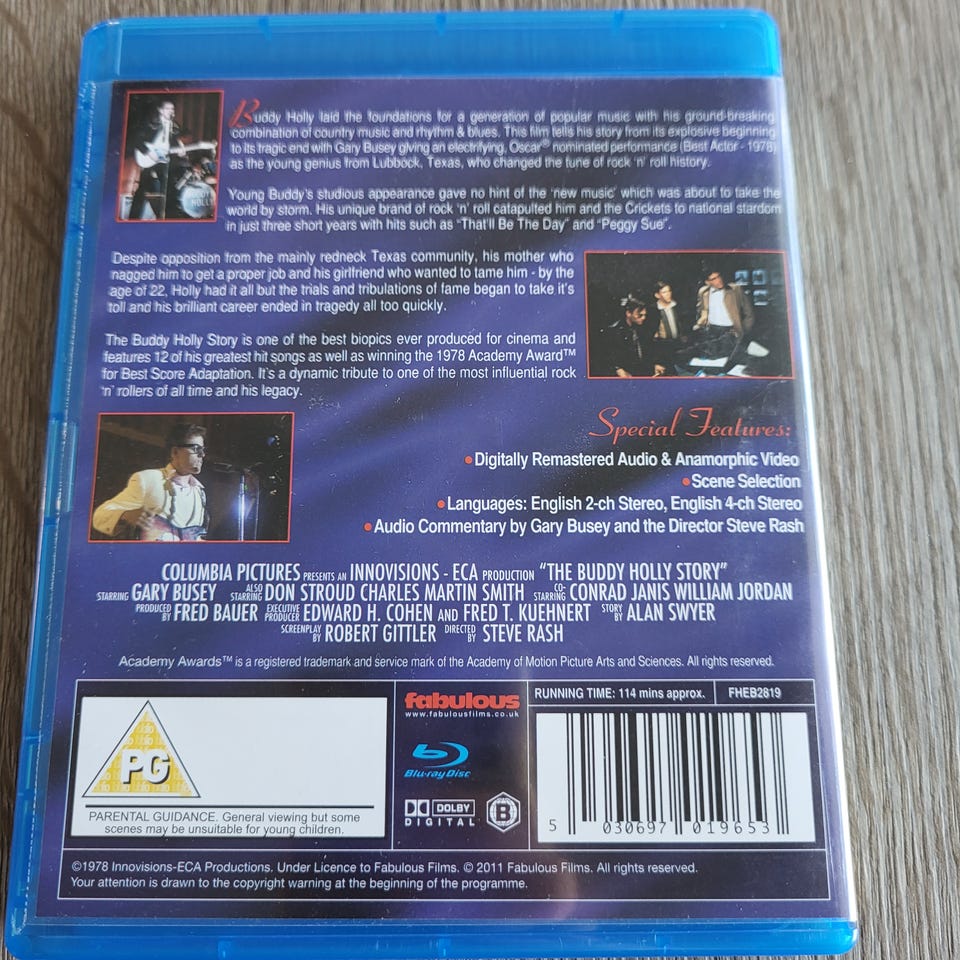 Buddy Holly laid the foundations for a generation of popular music with his ground-breaking
combination of country music and rhythm & blues. This film tells his story from its explosive beginning
to its tragic end with Gary Busey giving an electrifying, Oscar® nominated performance (Best Actor - 1978)
as the young genius from Lubbock, Texas, who changed the tune of rock 'n' roll history.
Young Buddy's studious appearance gave no hint of the 'new music' which was about to take the
world by storm. His unique brand of rock 'n' roll catapulted him and the Crickets to national stardom
in just three short years with hits such as "That'll Be The Day" and "Peggy Sue".
Despite opposition from the mainly redneck Texas community, his mother who
nagged him to get a proper job and his girlfriend who wanted to tame him - by the
age of 22, Holly had it all but the trials and tribulations of fame began to take it's
toll and his brilliant career ended in tragedy all too quickly.
The Buddy Holly Story is one of the best biopics ever produced for cinema and
features 12 of his greatest hit songs as well as winning the 1978 Academy Award™
for Best Score Adaptation. It's a dynamic tribute to one of the most influential rock
'n' rollers of all time and his legacy.
Special Features:
•Digitally Remastered Audio & Anamorphic Video
•Scene Selection
•Languages: English 2-ch Stereo, English 4-ch Stereo
•Audio Commentary by Gary Busey and the Director Steve Rash
COLUMBIA PICTURES PRESENTS AN INNOVISIONS - ECA PRODUCTION "THE BUDDY HOLLY STORY"
STARRING GARY BUSEY ALSO STARRING DON STROUD CHARLES MARTIN SMITH CO-STARRING CONRAD JANIS WILLIAM JORDAN
PRODUCED BY FRED BAUER EXECUTIVE PRODUCER EDWARD H. COHEN AND FRED T. KUEHNERT STORY BY ALAN SWYER
SCREENPLAY BY ROBERT GITTLER DIRECTED BY STEVE RASH
Academy Awards™ is a registered trademark and service mark of the Academy of Motion Picture Arts and Sciences. All rights reserved.
PG
PARENTAL GUIDANCE. General viewing but some
scenes may be unsuitable for young children.
fabulous
www.fabulousfilms.co.uk
Blu-ray Disc
DOLBY
DIGITAL
B
RUNNING TIME: 114 mins approx.
FHEB2819
5 030697 019653
©1978 Innovisions-ECA Productions. Under Licence to Fabulous Films. © 2011 Fabulous Films. All rights reserved.
Your attention is drawn to the copyright warning at the beginning of the programme.
BUDDY
HOLLY